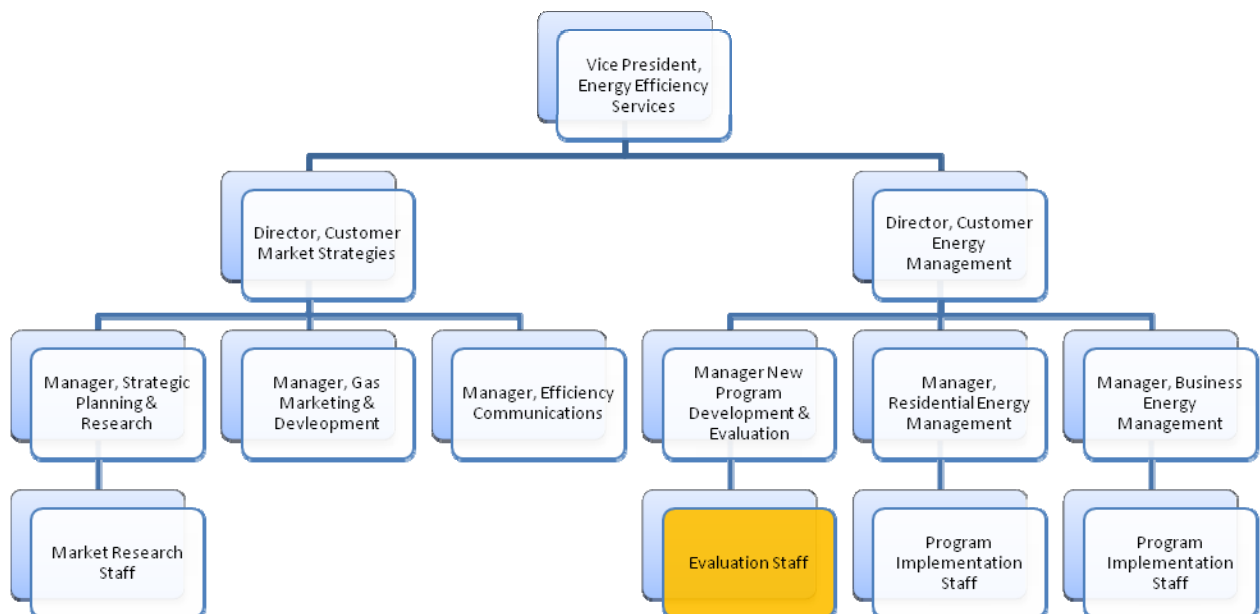 Vice President,
Energy Efficiency
Services
Director, Customer
Market Strategies
Director, Customer
Energy
Management
Manager, Strategic
Planning &
Research
Manager, Gas
Marketing &
Devleopment
Manager, Efficiency
Communications
Manager New
Program
Development &
Evaluation
Manager,
Residential Energy
Management
Manager, Business
Energy
Management
Market Research
Staff
Evaluation Staff
Program
Implementation
Staff
Program
Implementation
Staff